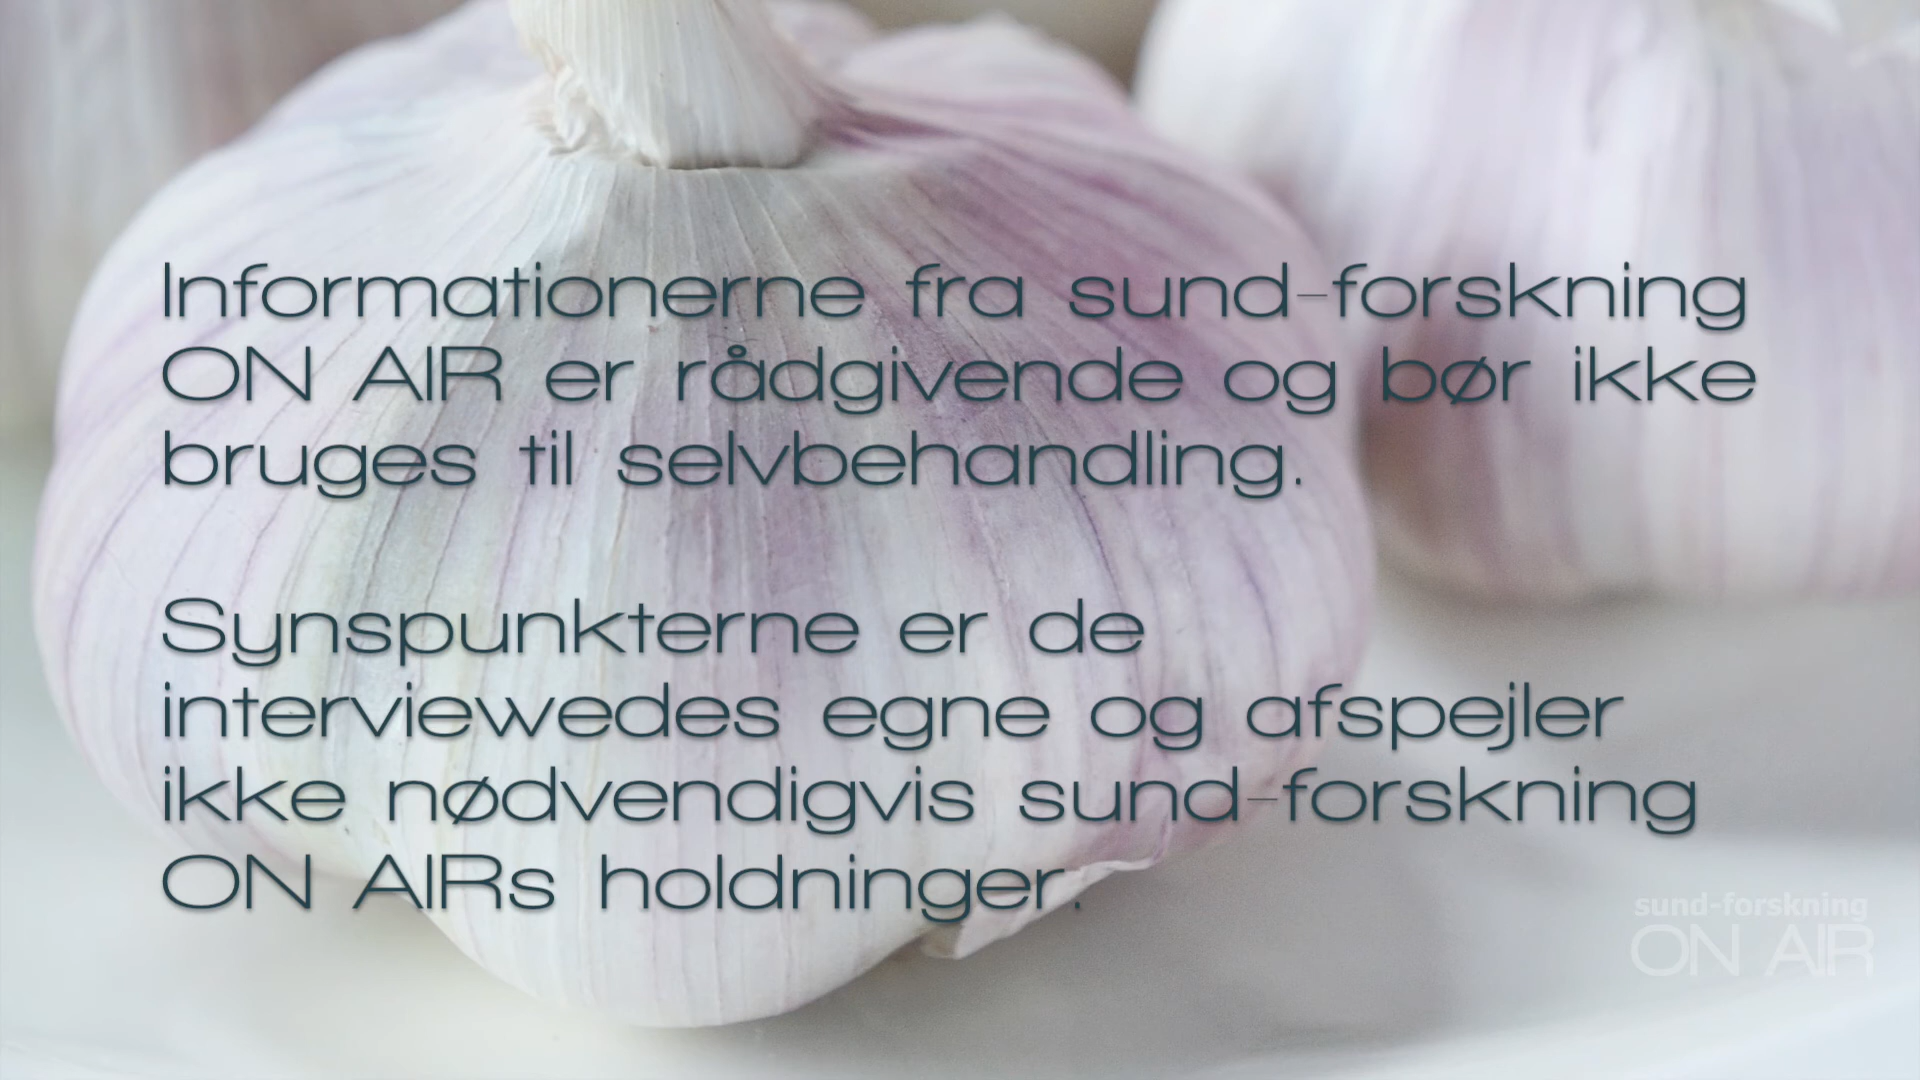 Informationerne fra sund-forskning
ON AIR er rådgivende og bør ikke
bruges til selvbehandling.
Synspunkterne er de
interviewedes egne og afspejler
ikke nødvendigvis sund-forskning
ON AIRs holdninger.
sund-forskning
ON AIR